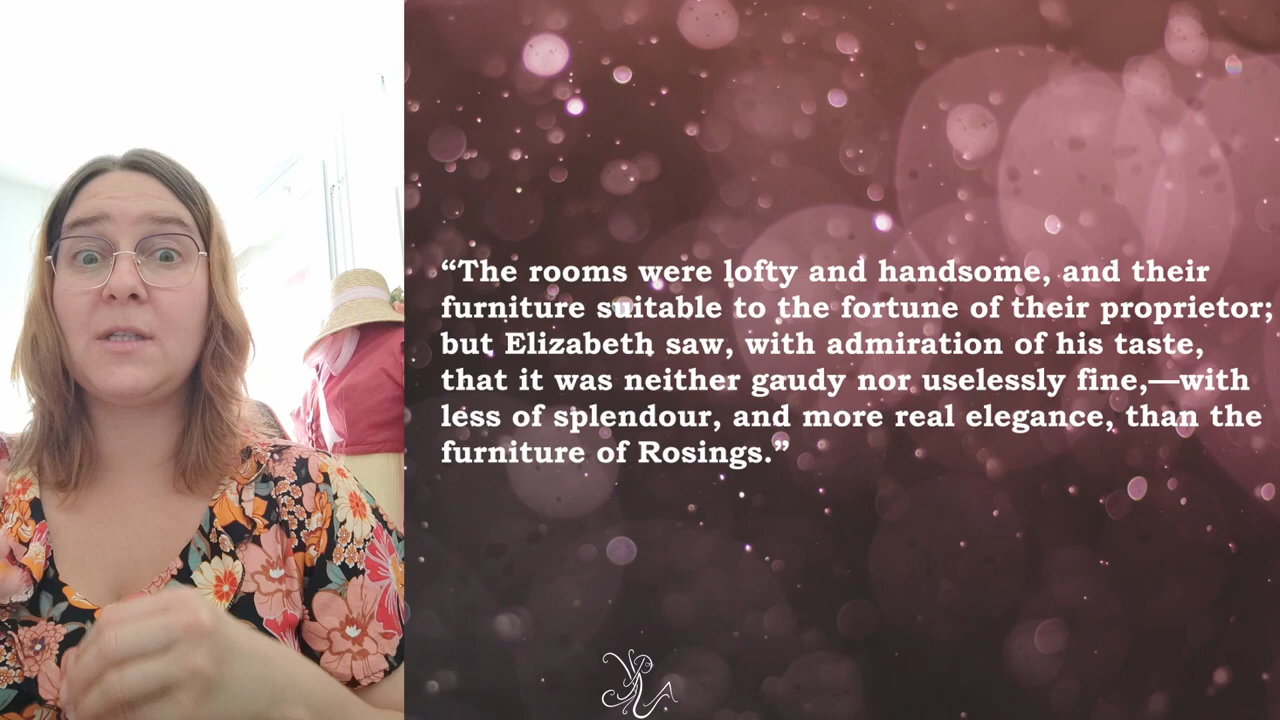 “The rooms were lofty and handsome, and their
furniture suitable to the fortune of their proprietor;
but Elizabeth saw, with admiration of his taste,
that it was neither gaudy nor uselessly fine,—with
less of splendour, and more real elegance, than the
furniture of Rosings.”